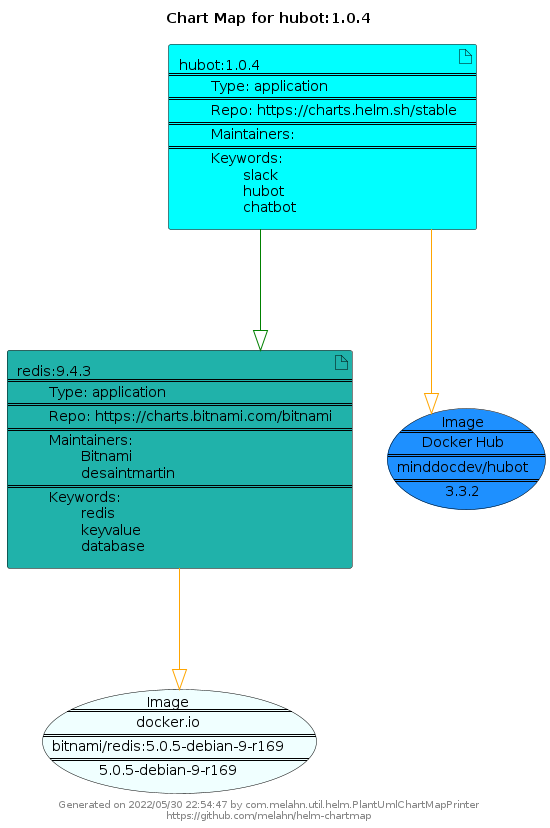 Chart Map for hubot:1.0.4
hubot:1.0.4
Type: application
Repo: https://charts.helm.sh/stable
Maintainers:
Keywords:
slack
hubot
chatbot
redis:9.4.3
Type: application
Repo: https://charts.bitnami.com/bitnami
Maintainers:
Bitnami
desaintmartin
Keywords:
redis
keyvalue
database
Image
Docker Hub
minddocdev/hubot
3.3.2
Image
docker.io
bitnami/redis:5.0.5-debian-9-r169
5.0.5-debian-9-r169
Generated on 2022/05/30 22:54:47 by com.melahn.util.helm.PlantUmlChartMapPrinter
https://github.com/melahn/helm-chartmap